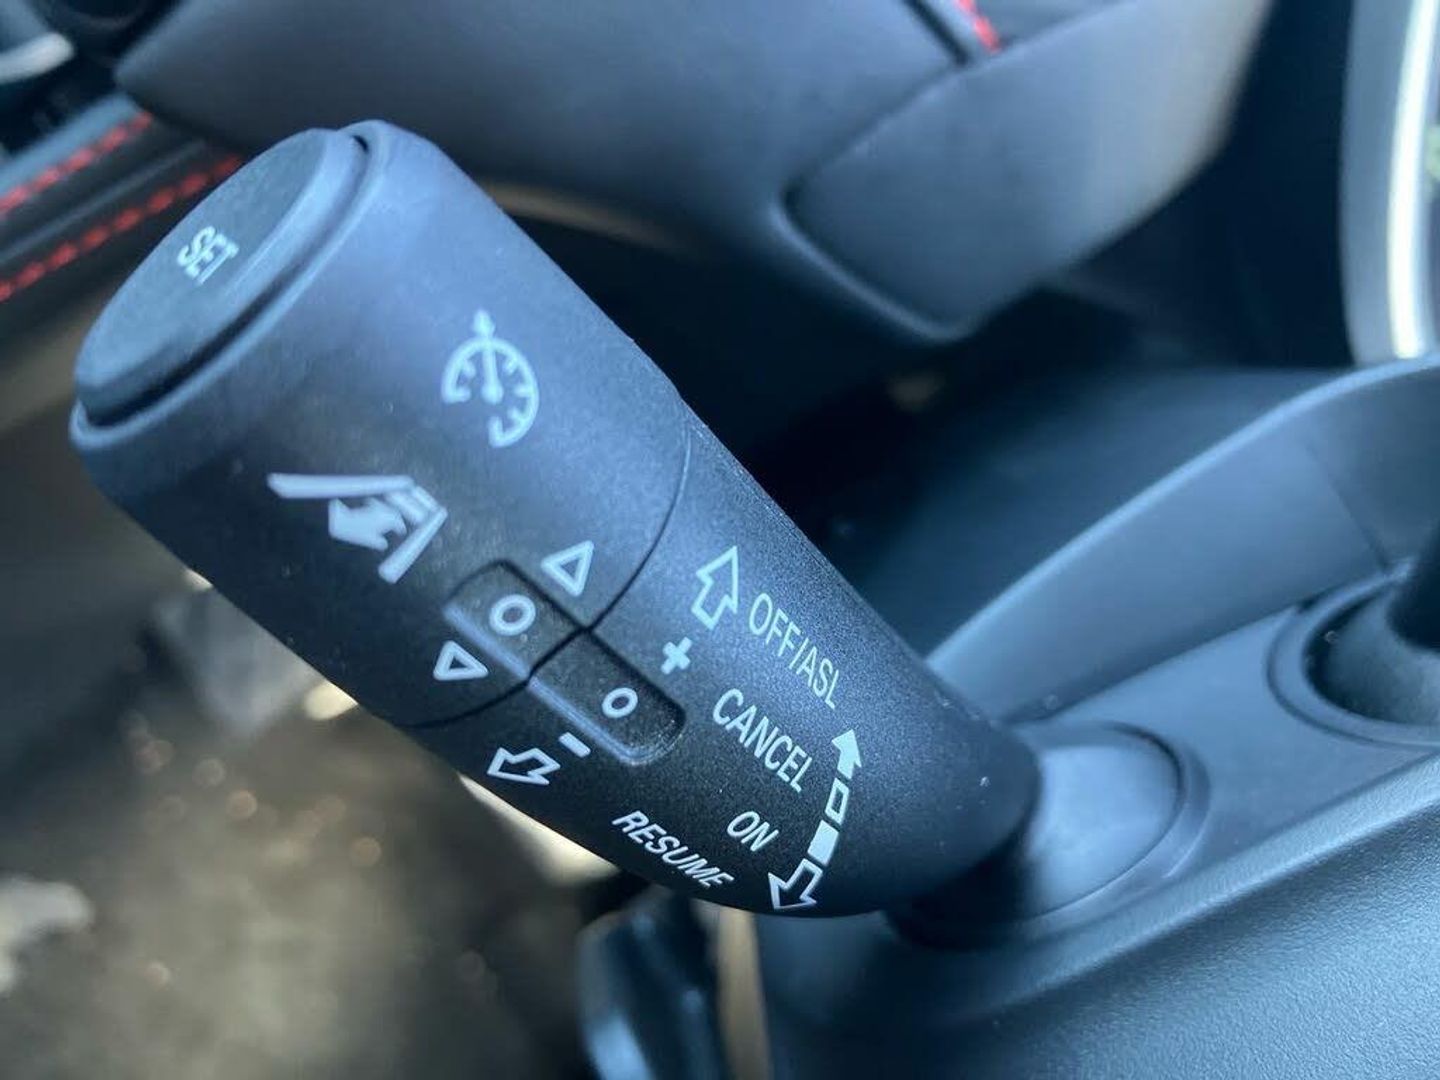 SET
OFF/ASL
+
CANCEL
-
ON
RESUME